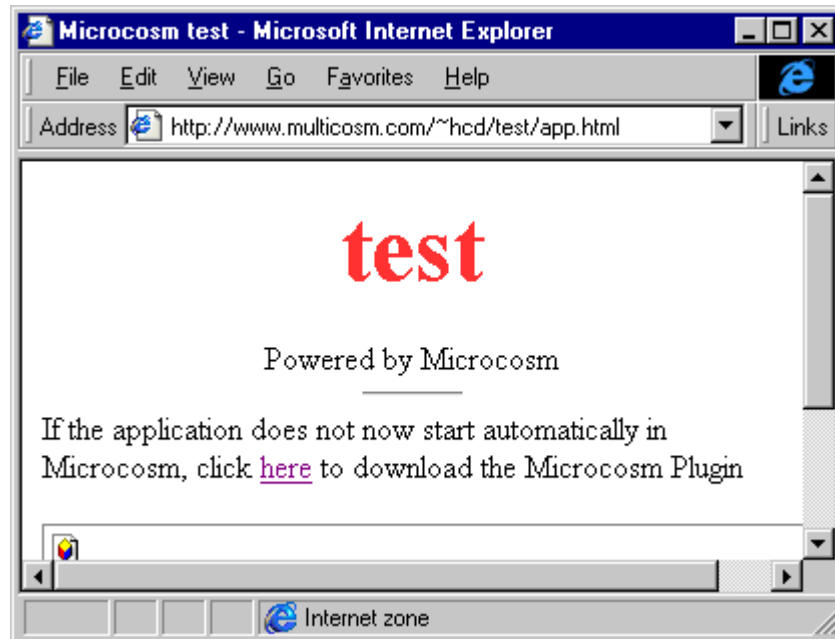 Microcosm test - Microsoft Internet Explorer
File Edit View Go Favorites Help
Address http://www.multicosm.com/~hcd/test/app.html Links
test
Powered by Microcosm
If the application does not now start automatically in
Microcosm, click here to download the Microcosm Plugin
Internet zone